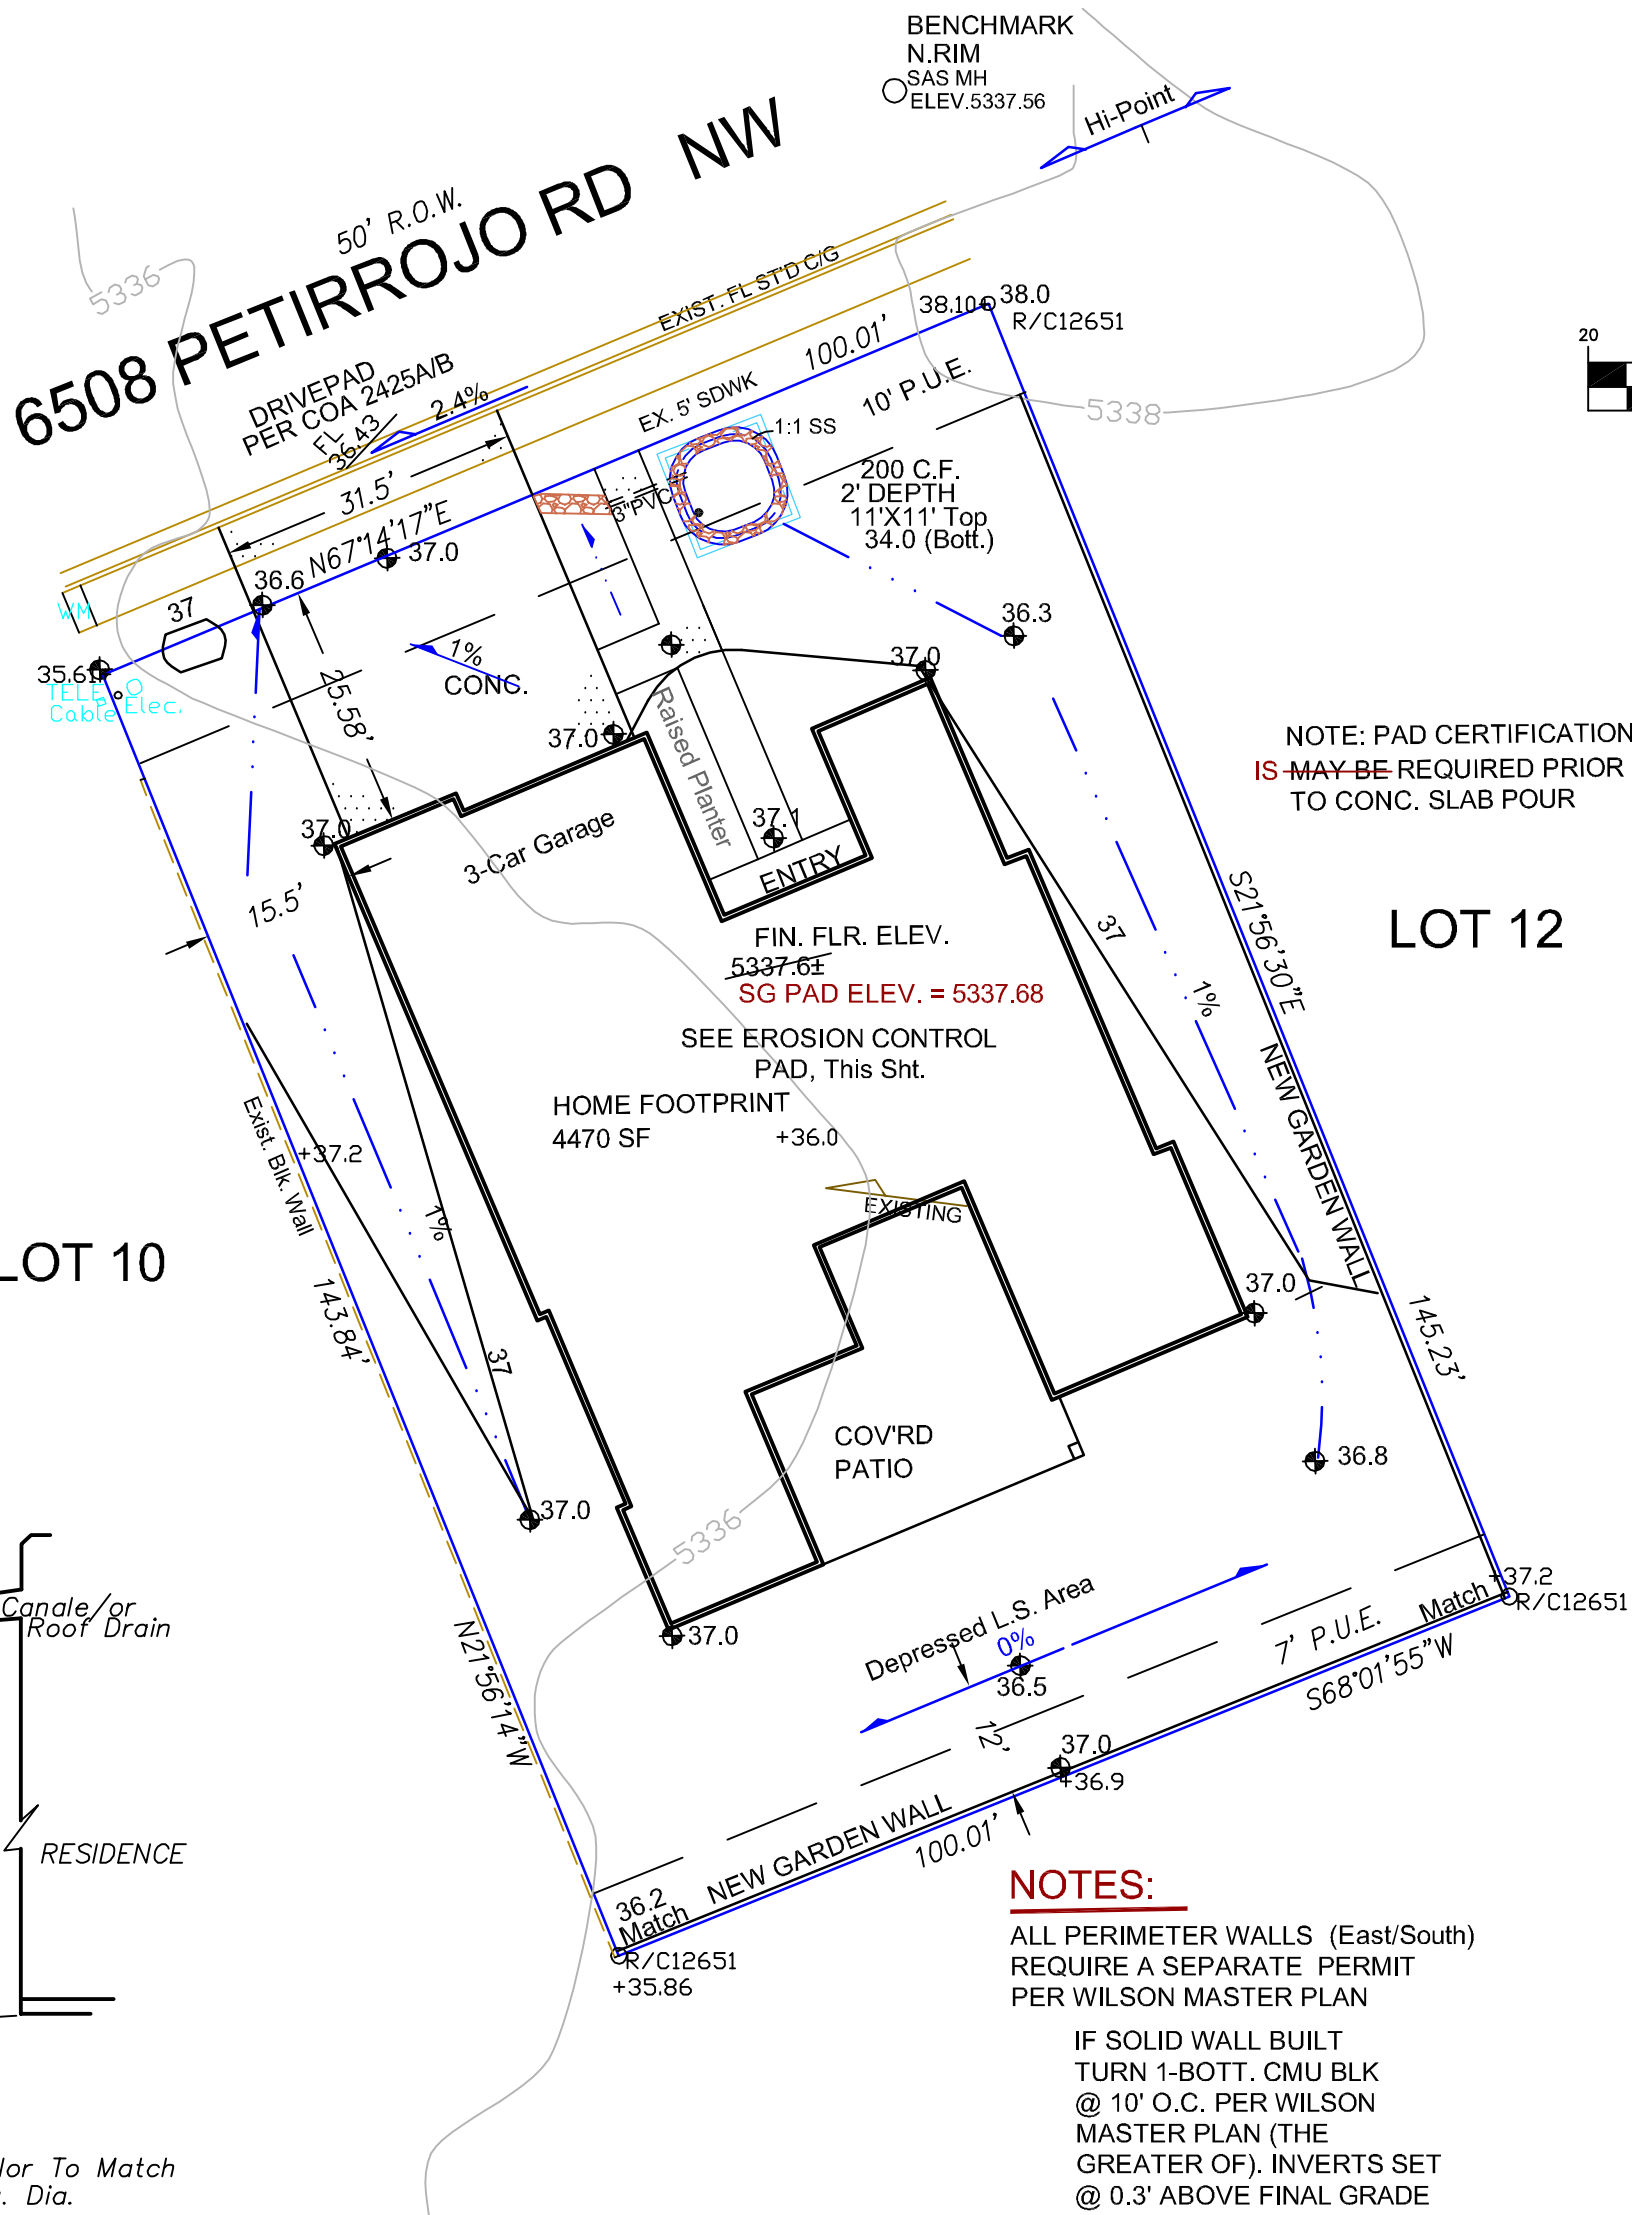 BENCHMARK
N.RIM
SAS MH
ELEV.5337.56
Hi-Point
50' R.O.W.
6508 PETIRROJO RD NW
5336
EXIST. FL ST'D C/G
38.10
38.0
R/C12651
20
100.01'
DRIVEPAD
PER COA 2425A/B
FL
36.43
2.4%
EX. 5' SDWK
10' P.U.E.
5338
1:1 SS
31.5'
200 C.F.
2' DEPTH
11'X11' Top
34.0 (Bott.)
3"PVC
N67°14'17"E
37.0
36.6
37
WM
36.3
35.61
TELE
Cable
Elec.
1%
CONC.
25.58'
37.0
37.0
Raised Planter
NOTE: PAD CERTIFICATION
IS MAY BE REQUIRED PRIOR
TO CONC. SLAB POUR
37.0
37.1
3-Car Garage
ENTRY
15.5'
37
S21°56'30"E
LOT 12
FIN. FLR. ELEV.
5337.6±
SG PAD ELEV. = 5337.68
1%
SEE EROSION CONTROL
PAD, This Sht.
HOME FOOTPRINT
4470 SF
+36.0
NEW GARDEN WALL
Exist. Blk. Wall
+37.2
1%
EXISTING
LOT 10
37.0
143.84'
37
145.23'
COV'RD
PATIO
36.8
37.0
5336
Canale/or
Roof Drain
37.0
Depressed L.S. Area
0%
36.5
+37.2
R/C12651
Match
7' P.U.E.
S68°01'55"W
N21°56'14"W
12'
37.0
+36.9
RESIDENCE
NEW GARDEN WALL
100.01'
36.2
Match
R/C12651
+35.86
NOTES:
ALL PERIMETER WALLS (East/South)
REQUIRE A SEPARATE PERMIT
PER WILSON MASTER PLAN
IF SOLID WALL BUILT
TURN 1-BOTT. CMU BLK
@ 10' O.C. PER WILSON
MASTER PLAN (THE
GREATER OF). INVERTS SET
@ 0.3' ABOVE FINAL GRADE
lor To Match
. Dia.